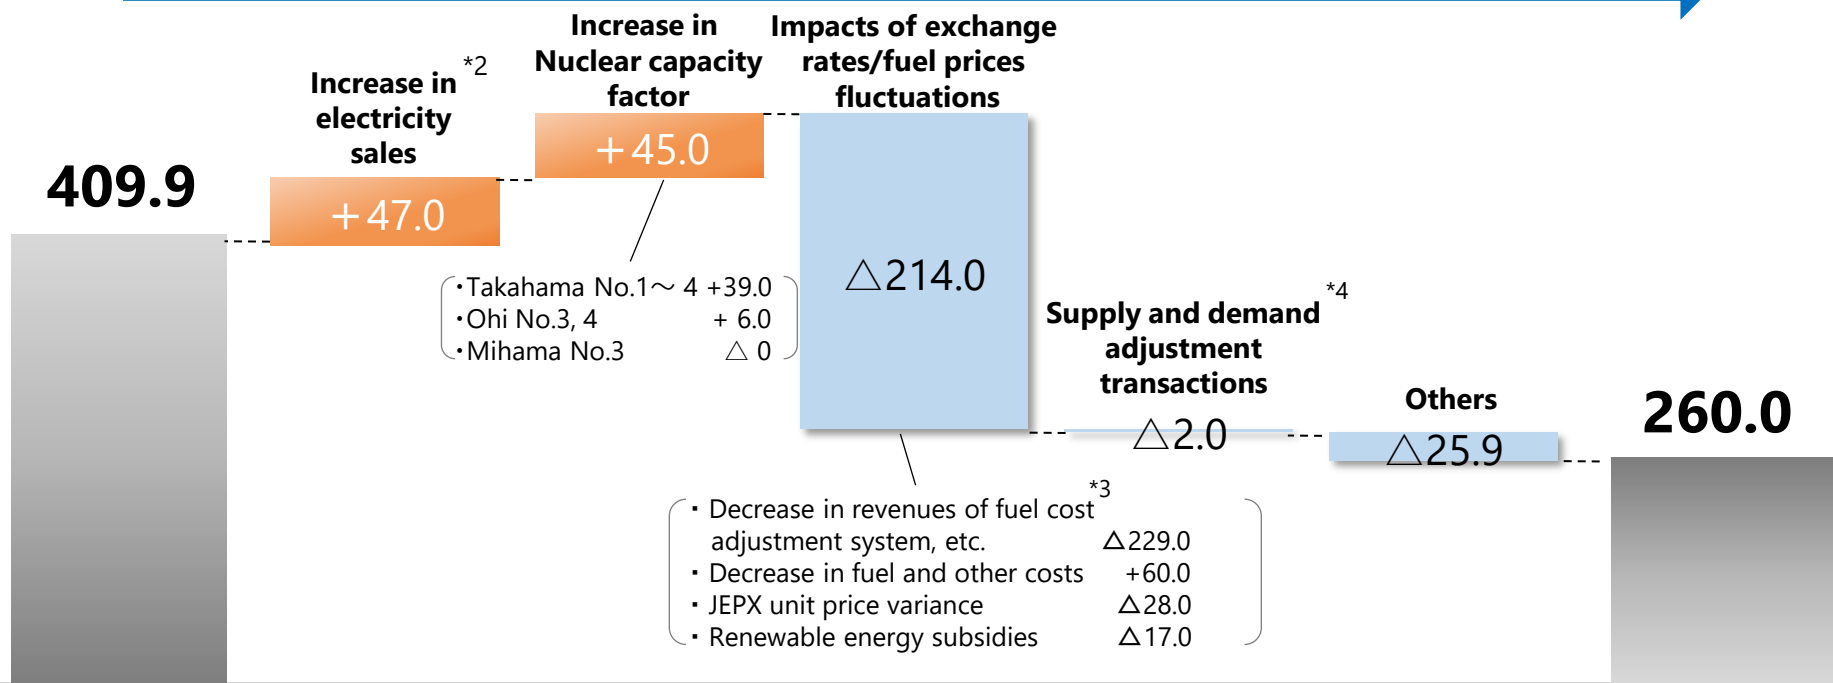 409.9
Increase in *2
electricity
sales
+47.0
Increase in
Nuclear capacity
factor
+45.0
・Takahama No.1～ 4 +39.0
・Ohi No.3, 4 + 6.0
・Mihama No.3 △ 0
Impacts of exchange
rates/fuel prices
fluctuations
△214.0
・ Decrease in revenues of fuel cost *3
adjustment system, etc. △229.0
・ Decrease in fuel and other costs +60.0
・ JEPX unit price variance △28.0
・ Renewable energy subsidies △17.0
Supply and demand *4
adjustment
transactions
△2.0
Others
△25.9
260.0